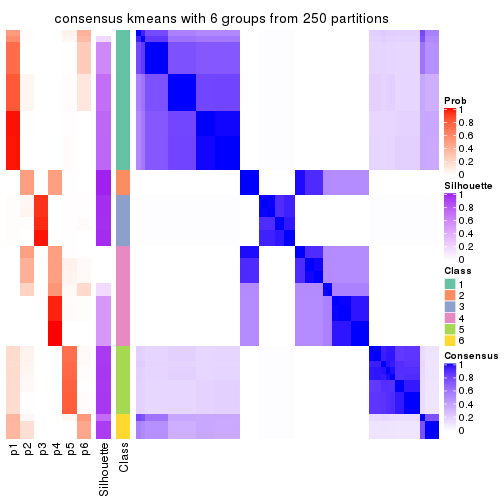 consensus kmeans with 6 groups from 250 partitions
Prob
1
0.8
0.6
0.4
0.2
0
Silhouette
1
0.8
0.6
0.4
0.2
0
Class
1
2
3
4
5
6
Consensus
1
0.8
0.6
0.4
0.2
0
p1
p2
p3
p4
p5
p6
Silhouette
Class